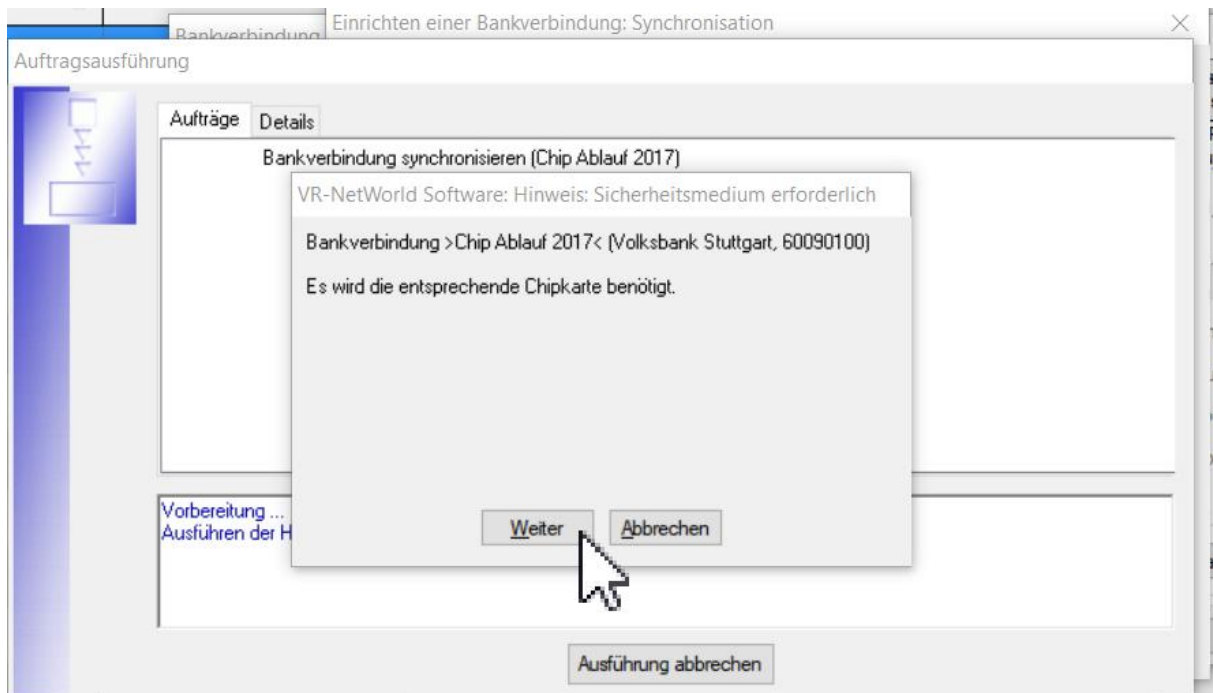 Einrichten einer Bankverbindung: Synchronisation
Bankverbindung
Auftragsausführung
Aufträge
Details
Bankverbindung synchronisieren (Chip Ablauf 2017)
VR-NetWorld Software: Hinweis: Sicherheitsmedium erforderlich
Bankverbindung >Chip Ablauf 2017< (Volksbank Stuttgart, 60090100)
Es wird die entsprechende Chipkarte benötigt.
Vorbereitung ...
Ausführen der H
Weiter
Abbrechen
Ausführung abbrechen